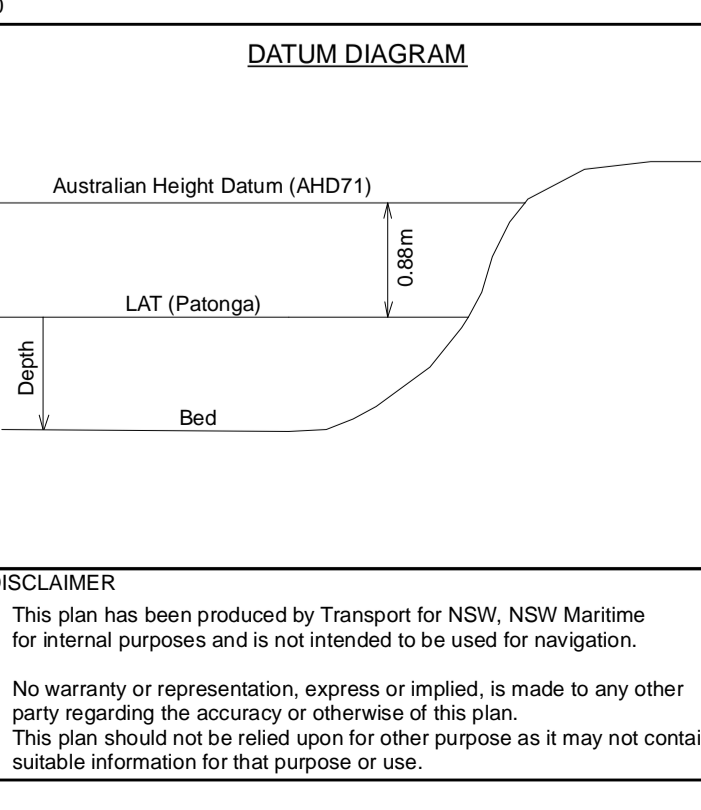 DATUM DIAGRAM
Australian Height Datum (AHD71)
0.88m
LAT (Patonga)
Depth
Bed
DISCLAIMER
This plan has been produced by Transport for NSW, NSW Maritime
for internal purposes and is not intended to be used for navigation.
No warranty or representation, express or implied, is made to any other
party regarding the accuracy or otherwise of this plan.
This plan should not be relied upon for other purpose as it may not contai
suitable information for that purpose or use.